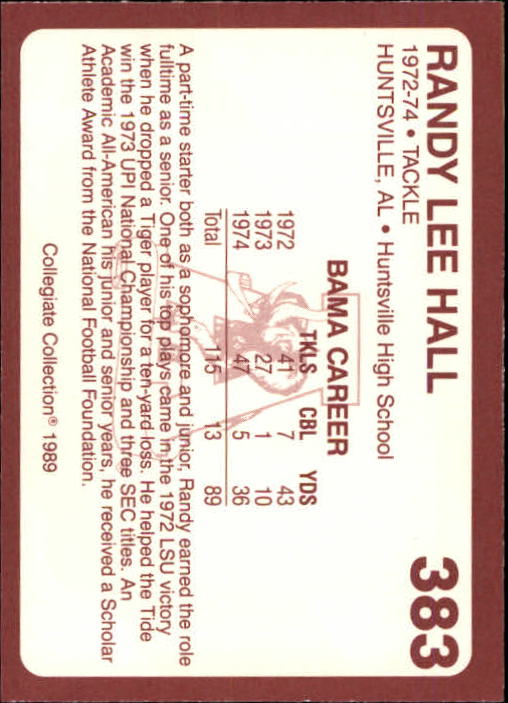 RANDY LEE HALL 383
1972-74 • TACKLE
HUNTSVILLE, AL • Huntsville High School
BAMA CAREER
TKLS CBL YDS
1972 41 7 43
1973 27 1 10
1974 47 5 36
Total 115 13 89
A part-time starter both as a sophomore and junior, Randy earned the role
fulltime as a senior. One of his top plays came in the 1972 LSU victory
when he dropped a Tiger player for a ten-yard-loss. He helped the Tide
win the 1973 UPI National Championship and three SEC titles. An
Academic All-American his junior and senior years, he received a Scholar
Athlete Award from the National Football Foundation.
Collegiate Collection® 1989